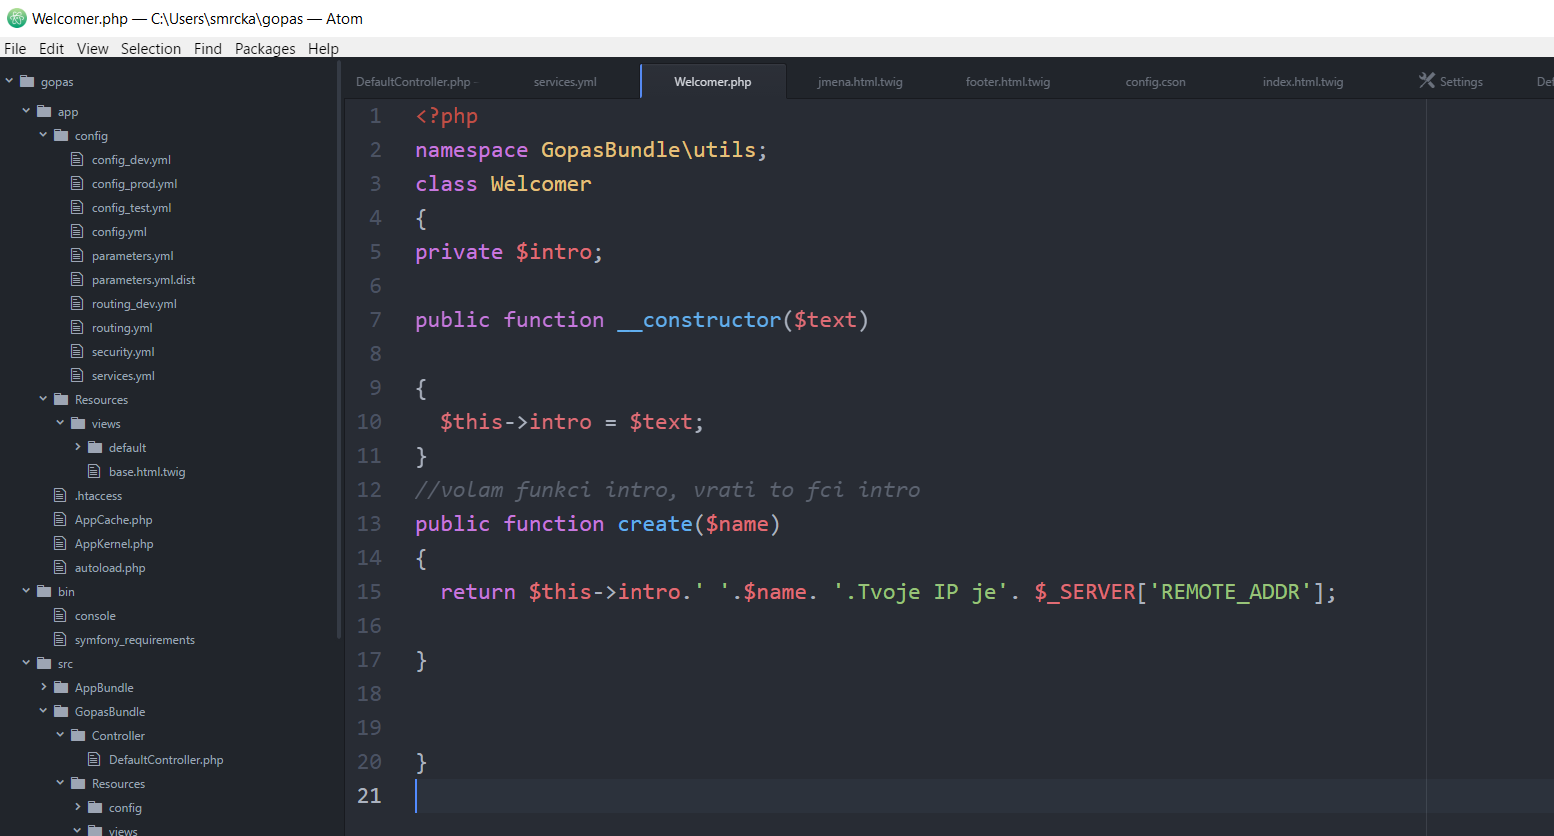 Welcomer.php — C:\Users\smrcka\gopas — Atom
File Edit View Selection Find Packages Help
gopas
app
config
config_dev.yml
config_prod.yml
config_test.yml
config.yml
parameters.yml
parameters.yml.dist
routing_dev.yml
routing.yml
security.yml
services.yml
Resources
views
default
base.html.twig
.htaccess
AppCache.php
AppKernel.php
autoload.php
bin
console
symfony_requirements
src
AppBundle
GopasBundle
Controller
DefaultController.php
Resources
config
views
DefaultController.php services.yml Welcomer.php jmena.html.twig footer.html.twig config.cson index.html.twig Settings Def
1 <?php
2 namespace GopasBundle\utils;
3 class Welcomer
4 {
5 private $intro;
6
7 public function __constructor($text)
8
9 {
10 $this->intro = $text;
11 }
12 //volam funkci intro, vrati to fci intro
13 public function create($name)
14 {
15 return $this->intro.' '.$name. '.Tvoje IP je'. $_SERVER['REMOTE_ADDR'];
16
17 }
18
19
20 }
21